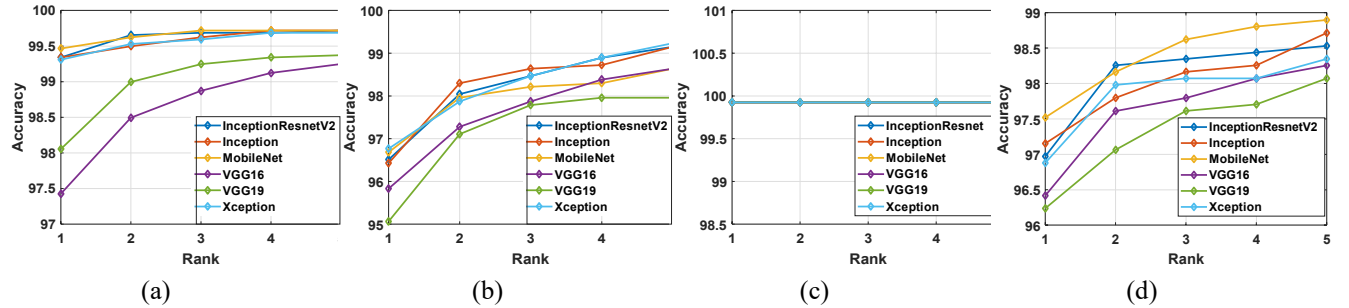 100
99.5
99
98.5
98
97.5
97
Accuracy
1
2
3
4
Rank
InceptionResnetV2
Inception
MobileNet
VGG16
VGG19
Xception
(a)
100
99
98
97
96
95
Accuracy
1
2
3
4
Rank
InceptionResnetV2
Inception
MobileNet
VGG16
VGG19
Xception
(b)
101
100.5
100
99.5
99
98.5
Accuracy
1
2
3
4
Rank
InceptionResnet
Inception
MobileNet
VGG16
VGG19
Xception
(c)
99
98.5
98
97.5
97
96.5
96
Accuracy
1
2
3
4
5
Rank
InceptionResnetV2
Inception
MobileNet
VGG16
VGG19
Xception
(d)